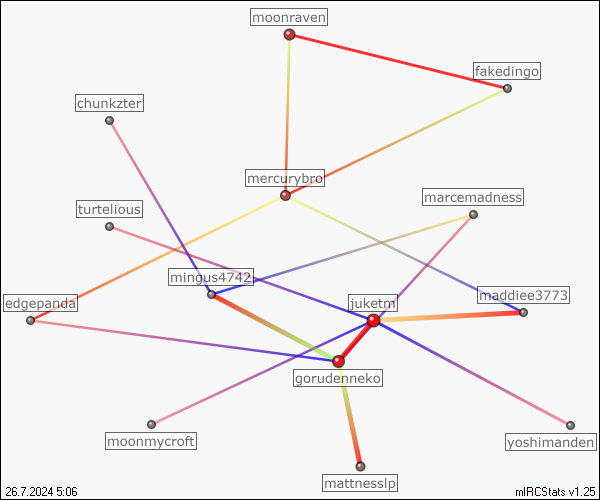 moonraven
fakedingo
chunkzter
mercurybro
marcemadness
turtelious
mingus4742
maddiee3773
edgepanda
juketm
gorudenneko
moonmycroft
yoshimanden
mattnesslp
26.7.2024 5:06
mIRCStats v1.25